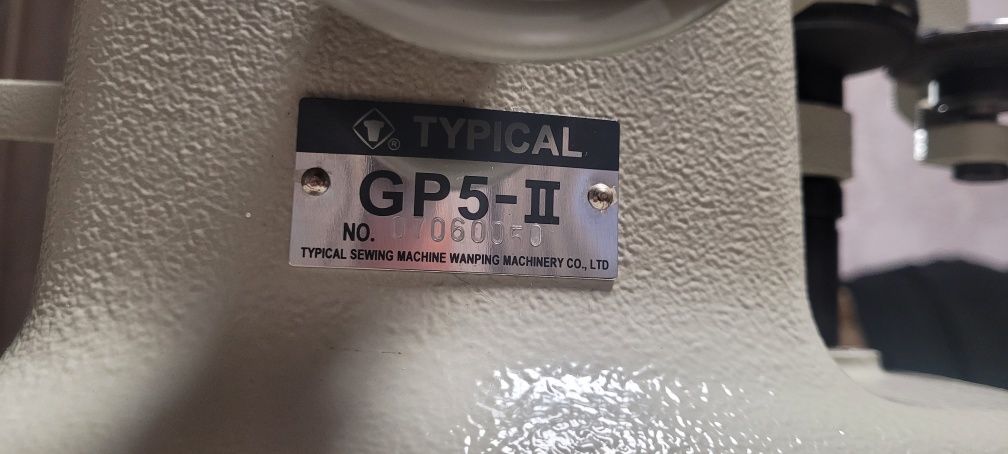 ® TYPICAL
GP5-II
NO.
TYPICAL SEWING MACHINE WANPING MACHINERY CO., LTD